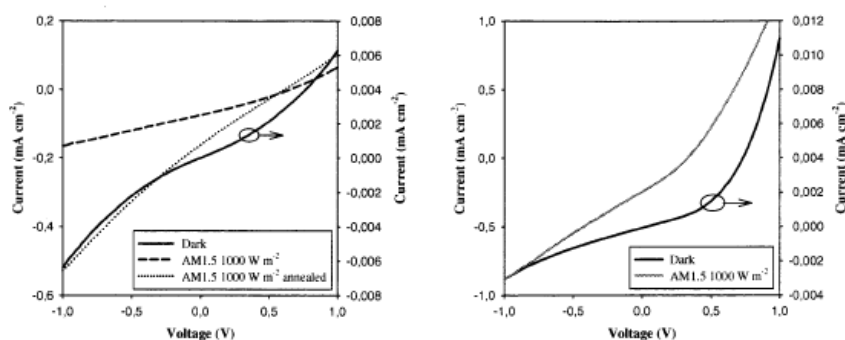 0,2
0,0
-0,2
-0,4
-0,6
Current (mA cm-2)
0,008
0,006
0,004
0,002
0,000
-0,002
-0,004
-0,006
-0,008
Current (mA cm-2)
Dark
AM1.5 1000 W m-2
AM1.5 1000 W m-2 annealed
-1,0 -0,5 0,0 0,5 1,0
Voltage (V)
1,0
0,5
0,0
-0,5
-1,0
Current (mA cm-2)
0,012
0,010
0,008
0,006
0,004
0,002
0,000
-0,002
-0,004
Current (mA cm-2)
Dark
AM1.5 1000 W m-2
-1,0 -0,5 0,0 0,5 1,0
Voltage (V)